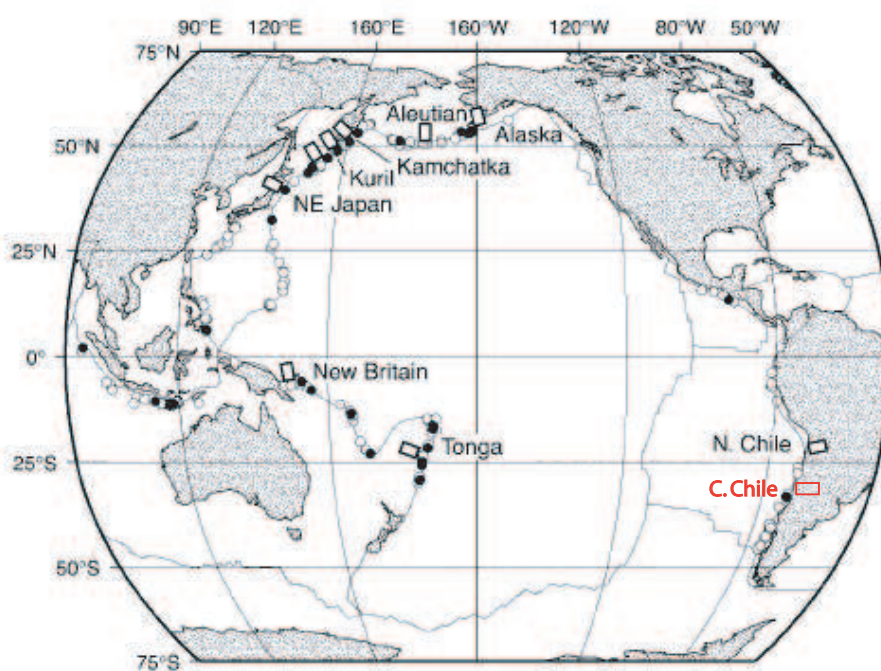 90°E 120°E 160°E 160°W 80°W 50°W
75°N
Aleutian
Alaska
50°N
Kamchatka
Kuril
NE Japan
25°N
0°
New Britain
N. Chile
Tonga
25°S
C. Chile
50°S
75°S